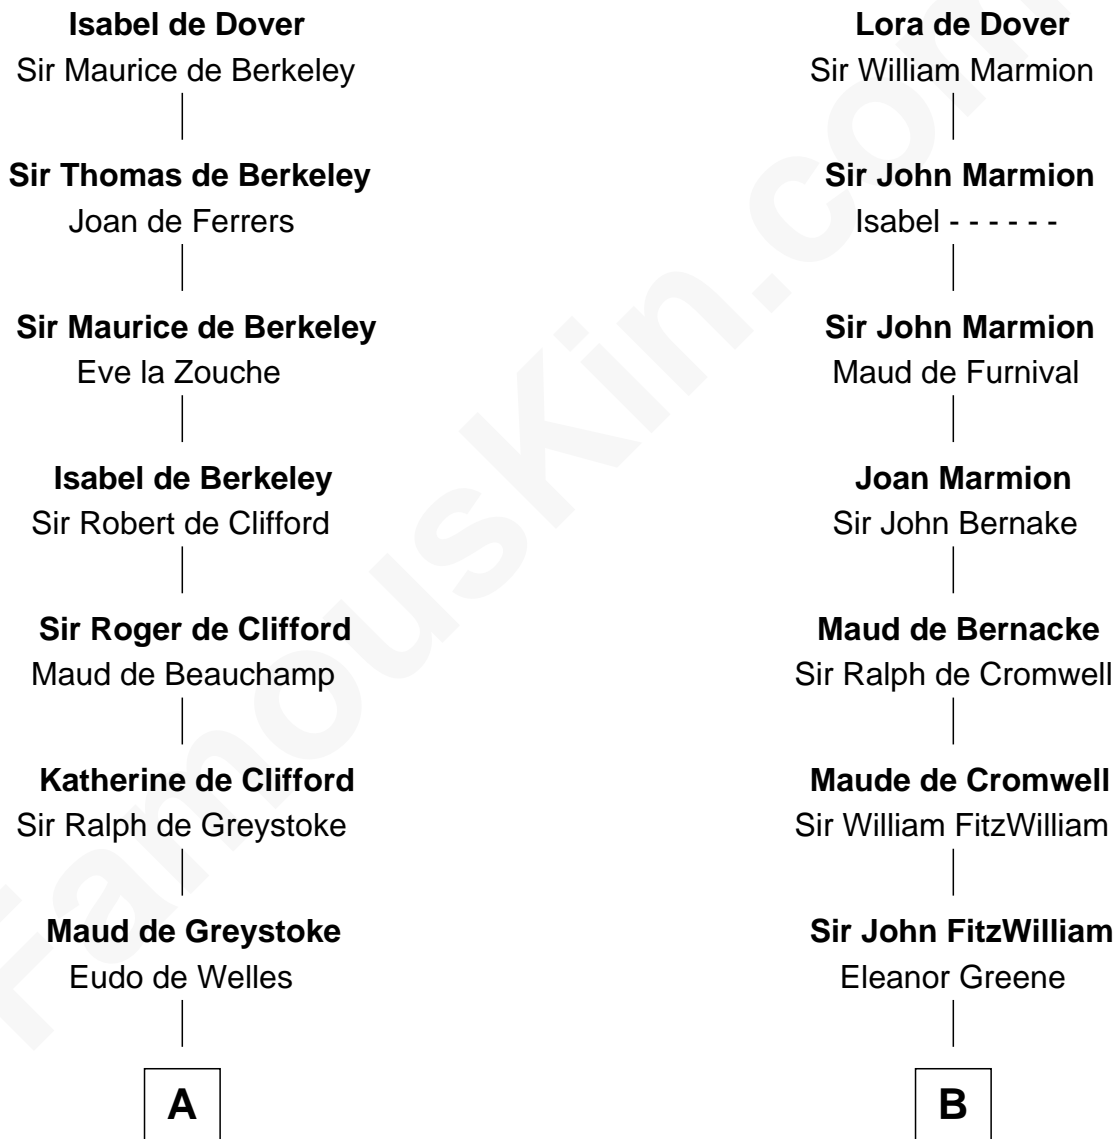 Isabel de Dover
Sir Maurice de Berkeley
Sir Thomas de Berkeley
Joan de Ferrers
Sir Maurice de Berkeley
Eve la Zouche
Isabel de Berkeley
Sir Robert de Clifford
Sir Roger de Clifford
Maud de Beauchamp
Katherine de Clifford
Sir Ralph de Greystoke
Maud de Greystoke
Eudo de Welles
A
Lora de Dover
Sir William Marmion
Sir John Marmion
Isabel - - - - - -
Sir John Marmion
Maud de Furnival
Joan Marmion
Sir John Bernake
Maud de Bernacke
Sir Ralph de Cromwell
Maude de Cromwell
Sir William FitzWilliam
Sir John FitzWilliam
Eleanor Greene
B
FamousKin.com